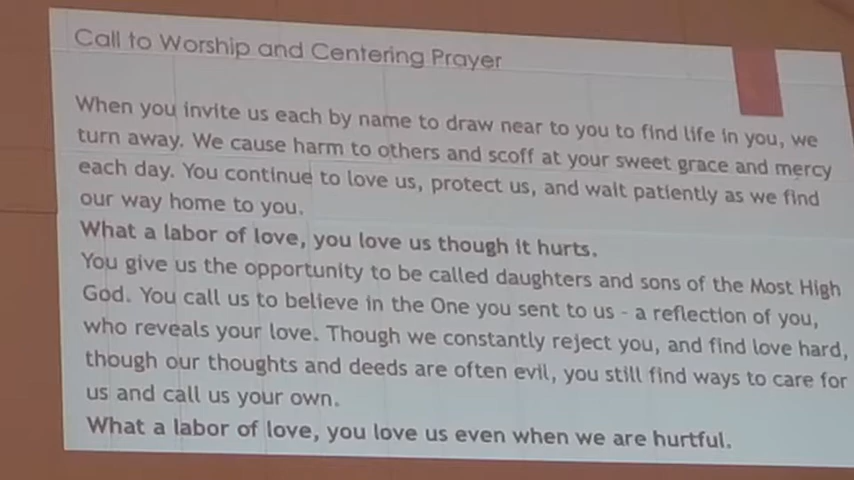 Call to Worship and Centering Prayer
When you invite us each by name to draw near to you to find life in you, we
turn away. We cause harm to others and scoff at your sweet grace and mercy
each day. You continue to love us, protect us, and wait patiently as we find
our way home to you.
What a labor of love, you love us though it hurts.
You give us the opportunity to be called daughters and sons of the Most High
God. You call us to believe in the One you sent to us - a reflection of you,
who reveals your love. Though we constantly reject you, and find love hard,
though our thoughts and deeds are often evil, you still find ways to care for
us and call us your own.
What a labor of love, you love us even when we are hurtful.